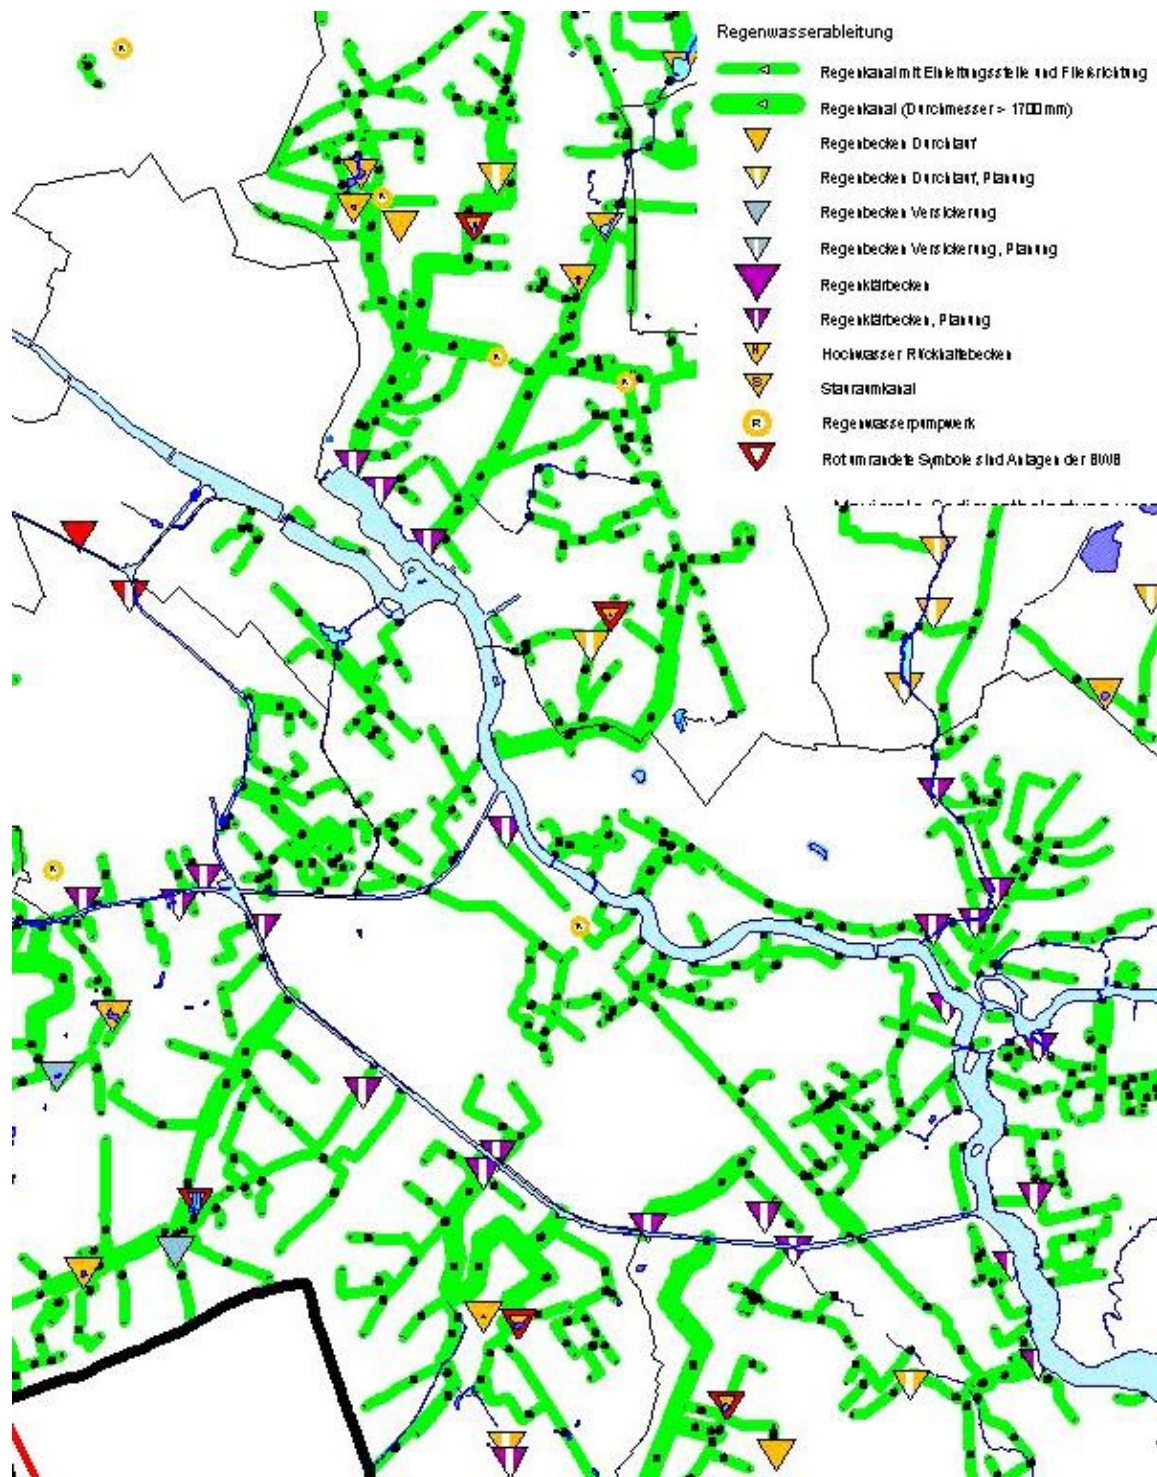 Regenwasserableitung
Regenkanal mit Einleitungsstelle und Fließrichtung
Regenkanal (Durchmesser > 1700 mm)
Regenbecken Durchlauf
Regenbecken Durchlauf, Planung
Regenbecken Versickerung
Regenbecken Versickerung, Planung
Regenklärbecken
Regenklärbecken, Planung
H
Hochwasser Rückhaltebecken
S
Stauraumkanal
R
Regenwasserpumpwerk
Rot umrandete Symbole sind Anlagen der BWB